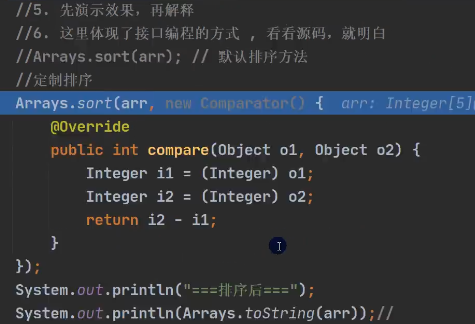 //5. 先演示效果，再解释
//6. 这里体现了接口编程的方式 , 看看源码，就明白
//Arrays.sort(arr); // 默认排序方法
//定制排序
Arrays.sort(arr, new Comparator() { arr: Integer[5]
@Override
public int compare(Object o1, Object o2) {
Integer i1 = (Integer) o1;
Integer i2 = (Integer) o2;
return i2 - i1;
}
});
System.out.println("===排序后===");
System.out.println(Arrays.toString(arr));//